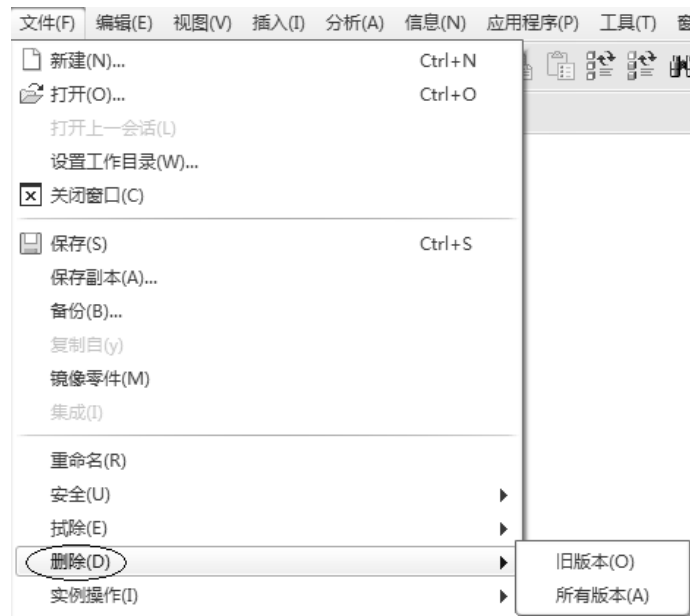 文件(F) 编辑(E) 视图(V) 插入(I) 分析(A) 信息(N) 应用程序(P) 工具(T)
新建(N)... Ctrl+N
打开(O)... Ctrl+O
打开上一会话(L)
设置工作目录(W)...
关闭窗口(C)
保存(S) Ctrl+S
保存副本(A)...
备份(B)...
复制自(y)
镜像零件(M)
集成(I)
重命名(R)
安全(U)
拭除(E)
删除(D) 旧版本(O)
实例操作(I) 所有版本(A)